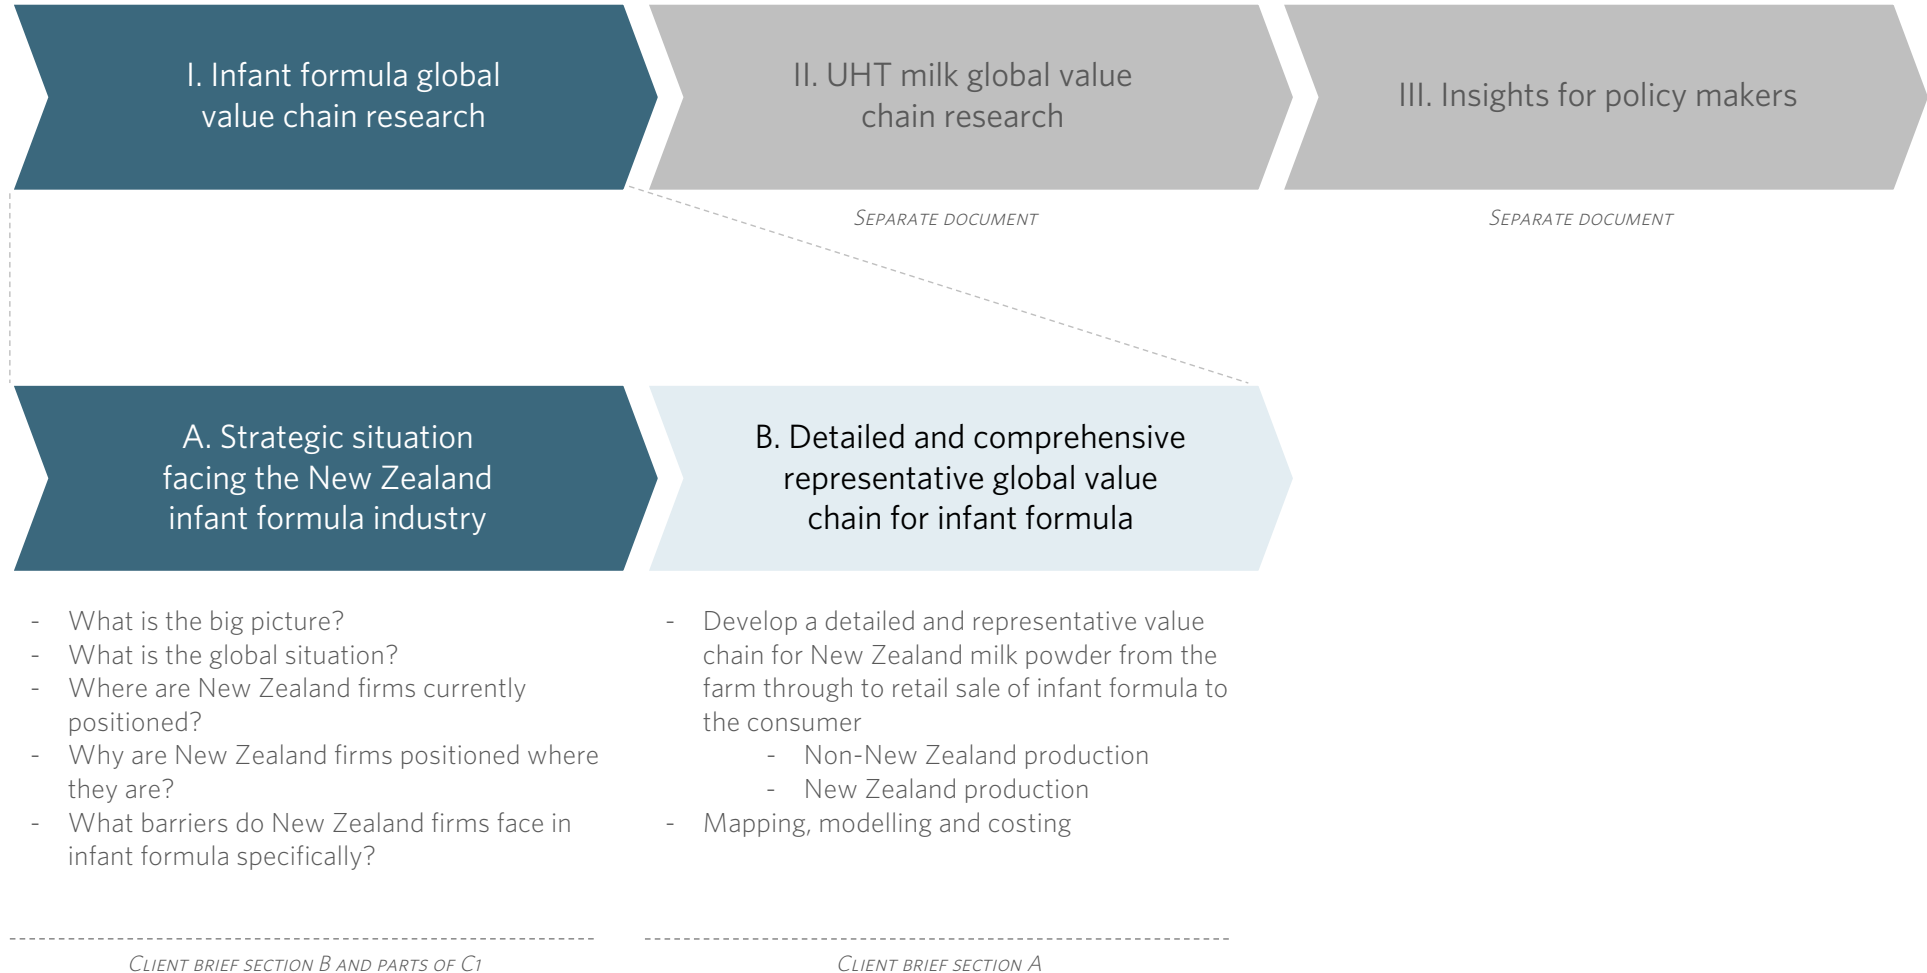 I. Infant formula global
value chain research
II. UHT milk global value
chain research
III. Insights for policy makers
SEPARATE DOCUMENT
SEPARATE DOCUMENT
A. Strategic situation
facing the New Zealand
infant formula industry
- What is the big picture?
- What is the global situation?
- Where are New Zealand firms currently
positioned?
- Why are New Zealand firms positioned where
they are?
- What barriers do New Zealand firms face in
infant formula specifically?
CLIENT BRIEF SECTION B AND PARTS OF C1
B. Detailed and comprehensive
representative global value
chain for infant formula
- Develop a detailed and representative value
chain for New Zealand milk powder from the
farm through to retail sale of infant formula to
the consumer
- Non-New Zealand production
- New Zealand production
- Mapping, modelling and costing
CLIENT BRIEF SECTION A